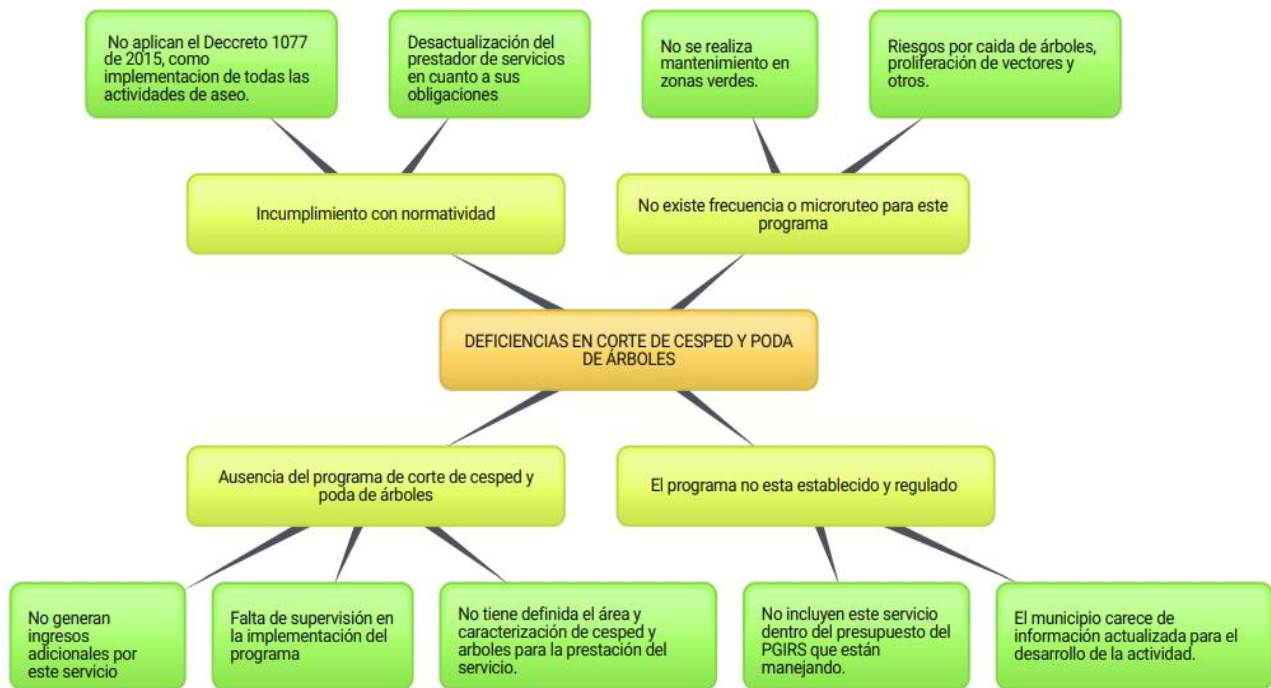 No aplican el Deccreto 1077
de 2015, como
implementacion de todas las
actividades de aseo.
Desactualización del
prestador de servicios
en cuanto a sus
obligaciones
No se realiza
mantenimiento en
zonas verdes.
Riesgos por caida de árboles,
proliferación de vectores y
otros.
Incumplimiento con normatividad
No existe frecuencia o microruteo para este
programa
DEFICIENCIAS EN CORTE DE CESPED Y PODA
DE ÁRBOLES
Ausencia del programa de corte de cesped y
poda de árboles
El programa no esta establecido y regulado
No generan
ingresos
adicionales por
este servicio
Falta de supervisión en
la implementación del
programa
No tiene definida el área y
caracterización de cesped y
arboles para la prestación del
servicio.
No incluyen este servicio
dentro del presupuesto del
PGIRS que están
manejando.
El municipio carece de
información actualizada para el
desarrollo de la actividad.